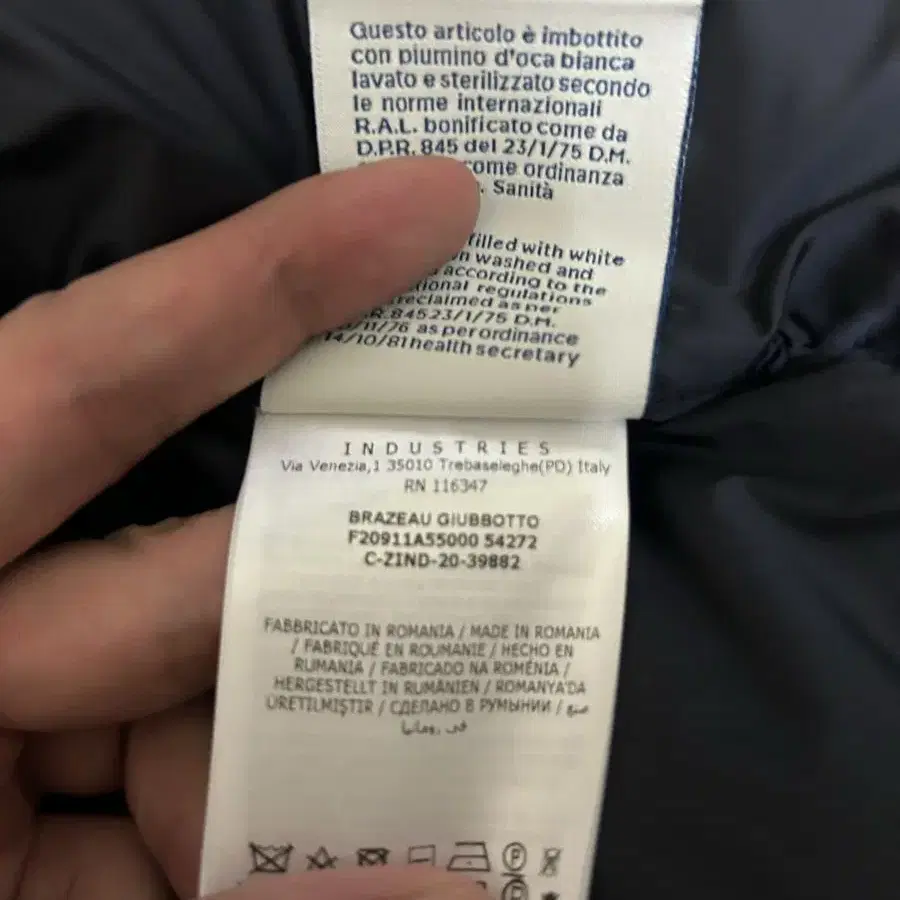 Questo articolo è imbottito
con piumino d'oca bianca
lavato e sterilizzato secondo
le norme internazionali
R.A.L. bonificato come da
D.P.R. 845 del 23/1/75 D.M.
come ordinanza
Sanità
filled with white
washed and
according to the
regulations
reclaimed as per
.R.84523/1/75 D.M.
/11/76 as per ordinance
14/10/81 health secretary
INDUSTRIES
Via Venezia,1 35010 Trebaseleghe(PD) Italy
RN 116347
BRAZEAU GIUBBOTTO
F20911A55000 54272
C-ZIND-20-39882
FABBRICATO IN ROMANIA / MADE IN ROMANIA
/ FABRIQUÉ EN ROUMANIE / HECHO EN
RUMANIA / FABRICADO NA ROMÉNIA /
HERGESTELLT IN RUMÄNIEN / ROMANYA'DA
ÜRETILMIŞTIR / СДЕЛАНО В РУМЫНИИ / صنع
في رومانيا
P